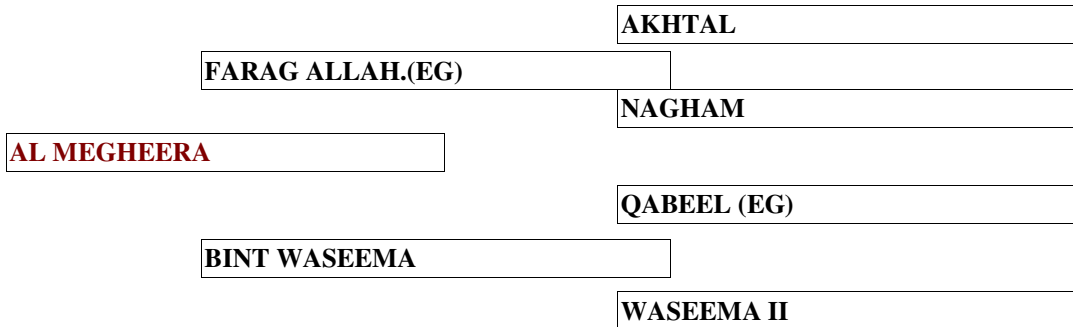 AKHTAL
FARAG ALLAH.(EG)
NAGHAM
AL MEGHEERA
QABEEL (EG)
BINT WASEEMA
WASEEMA II